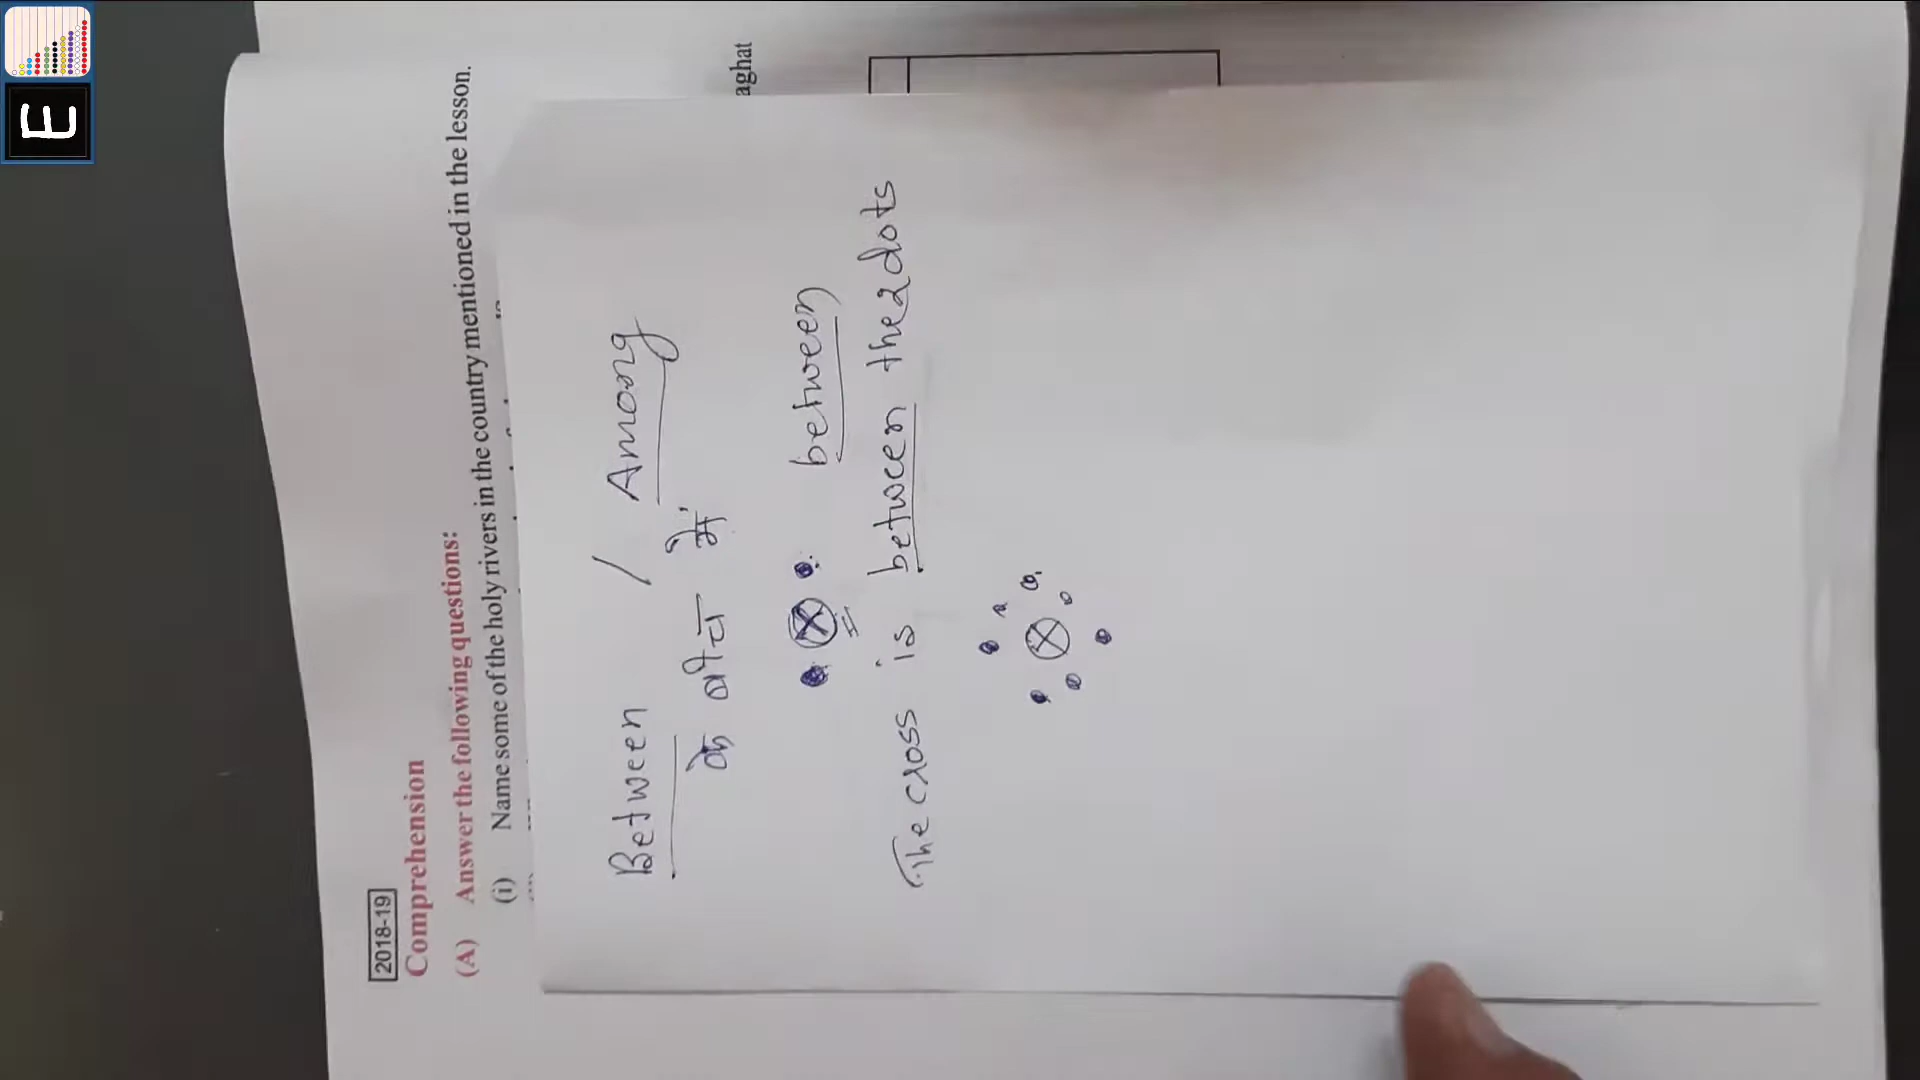 E
2018-19
Comprehension
(A) Answer the following questions:
(i) Name some of the holy rivers in the country mentioned in the lesson.
aghat
Between / Among
के बीच में
between
The cross is between the 2 dots